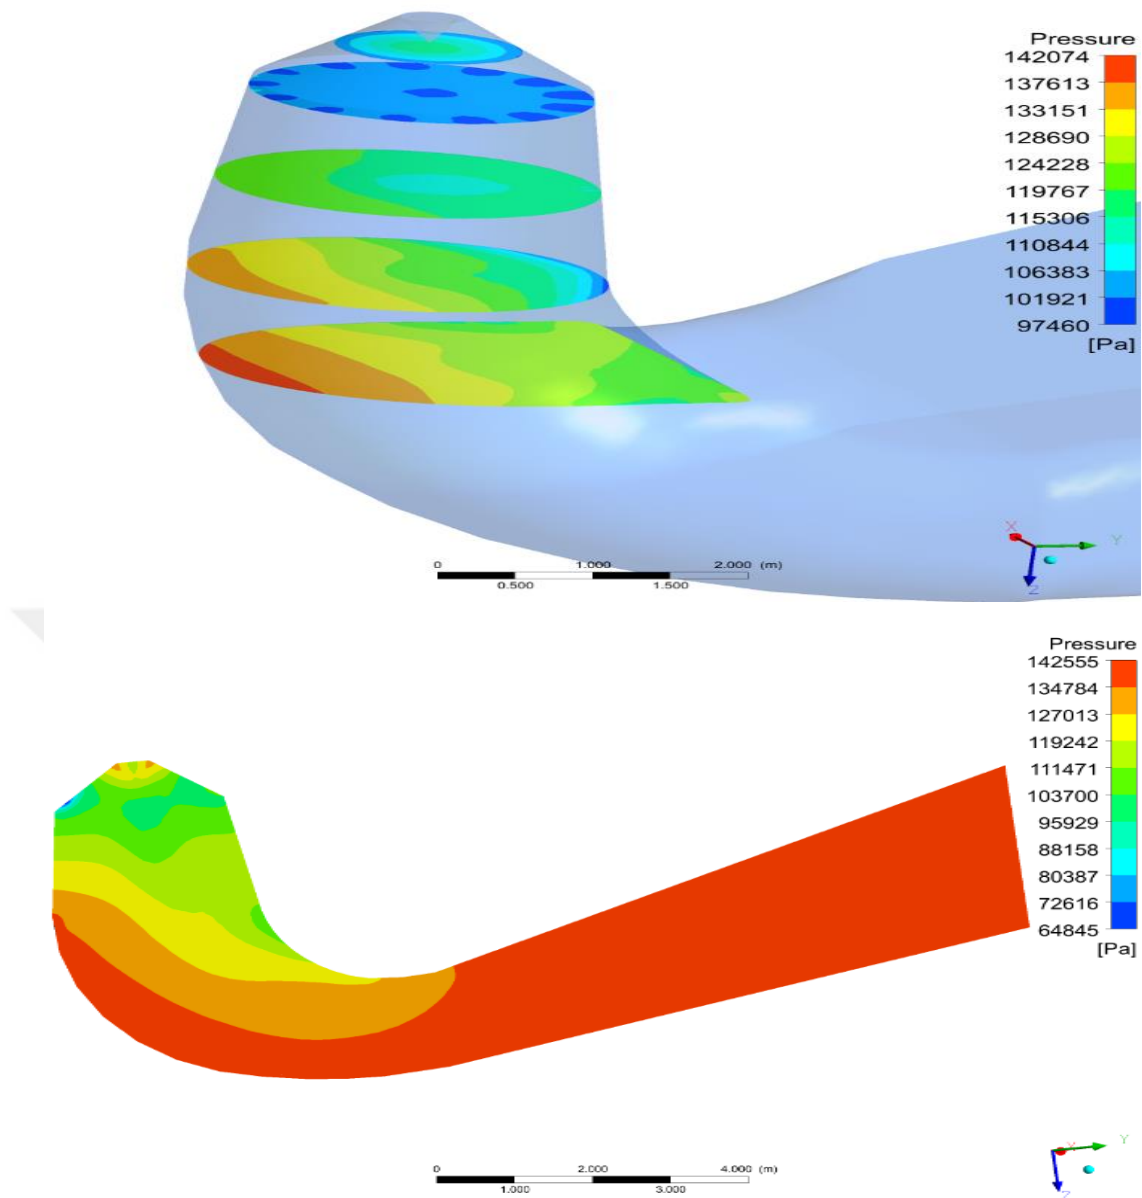 Pressure
142074
137613
133151
128690
124228
119767
115306
110844
106383
101921
97460
[Pa]
X
Y
Z
0 1.000 2.000 (m)
0.500 1.500
Pressure
142555
134784
127013
119242
111471
103700
95929
88158
80387
72616
64845
[Pa]
X
Y
Z
0 2.000 4.000 (m)
1.000 3.000